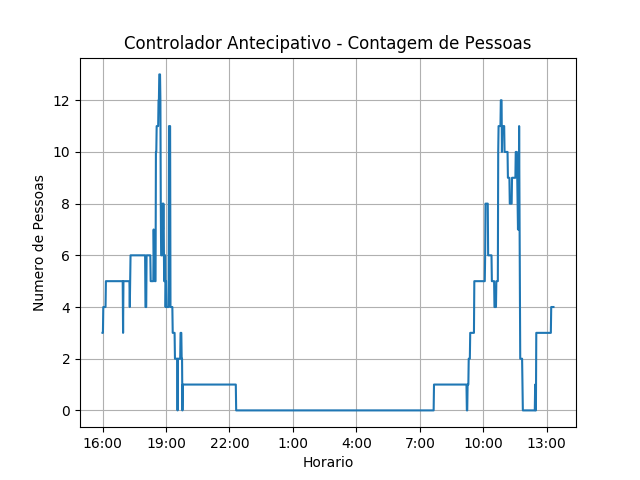 Controlador Antecipativo - Contagem de Pessoas
12
10
8
6
4
2
0
Numero de Pessoas
16:00 19:00 22:00 1:00 4:00 7:00 10:00 13:00
Horario